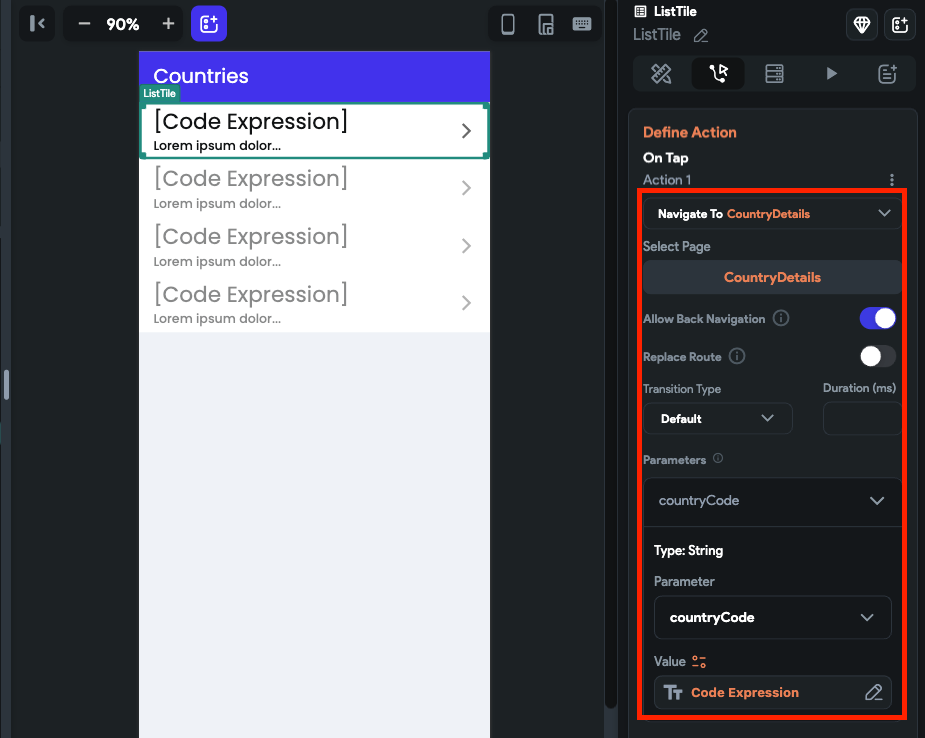 90%
Countries
ListTile
[Code Expression]
Lorem ipsum dolor...
[Code Expression]
Lorem ipsum dolor...
[Code Expression]
Lorem ipsum dolor...
[Code Expression]
Lorem ipsum dolor...
ListTile
ListTile
Define Action
On Tap
Action 1
Navigate To CountryDetails
Select Page
CountryDetails
Allow Back Navigation
Replace Route
Transition Type Duration (ms)
Default
Parameters
countryCode
Type: String
Parameter
countryCode
Value
Tт Code Expression